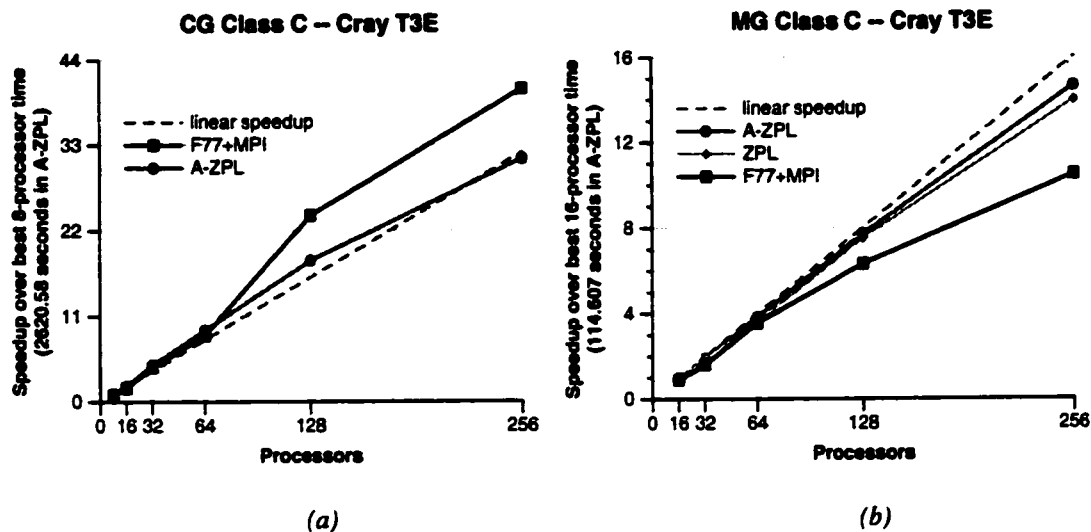 CG Class C -- Cray T3E
Speedup over best 8-processor time
(2620.58 seconds in A-ZPL)
44
33
22
11
0
linear speedup
F77+MPI
A-ZPL
0 16 32 64 128 256
Processors
(a)
MG Class C -- Cray T3E
Speedup over best 16-processor time
(114.607 seconds in A-ZPL)
16
12
8
4
0
linear speedup
A-ZPL
ZPL
F77+MPI
0 16 32 64 128 256
Processors
(b)